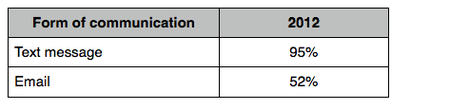 Form of communication 2012
Text message 95%
Email 52%